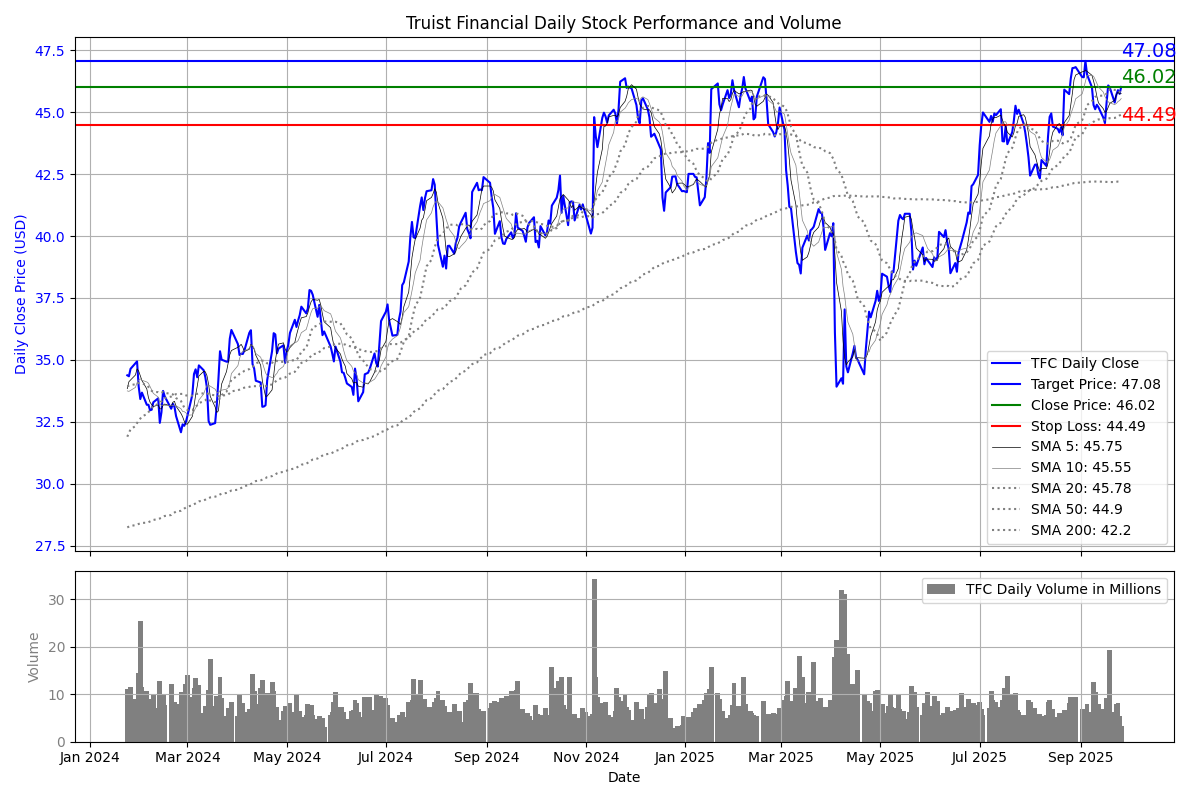 Truist Financial Daily Stock Performance and Volume
47.5
45.0
42.5
40.0
37.5
35.0
32.5
30.0
27.5
Daily Close Price (USD)
47.08
46.02
44.49
TFC Daily Close
Target Price: 47.08
Close Price: 46.02
Stop Loss: 44.49
SMA 5: 45.75
SMA 10: 45.55
SMA 20: 45.78
SMA 50: 44.9
SMA 200: 42.2
30
20
10
0
Volume
TFC Daily Volume in Millions
Jan 2024 Mar 2024 May 2024 Jul 2024 Sep 2024 Nov 2024 Jan 2025 Mar 2025 May 2025 Jul 2025 Sep 2025
Date